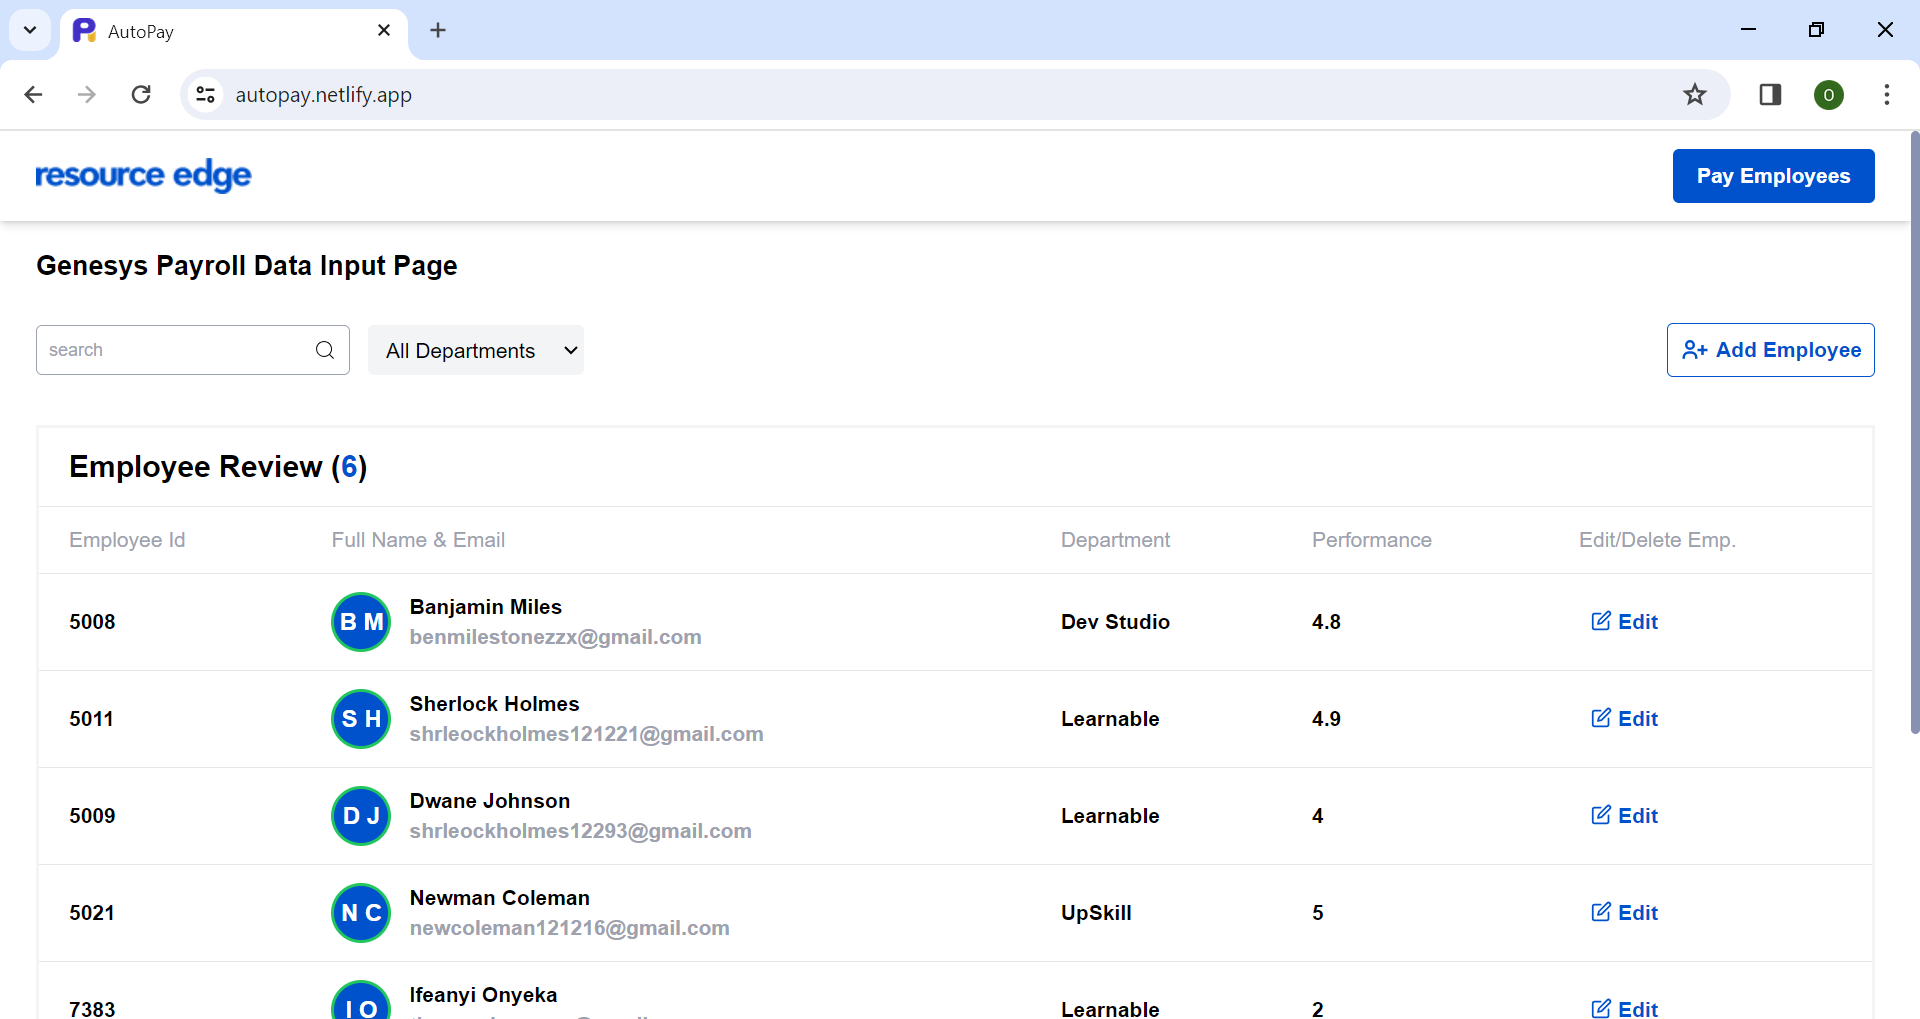 AutoPay
autopay.netlify.app
O
resource edge
Pay Employees
Genesys Payroll Data Input Page
search
All Departments
Add Employee
Employee Review (6)
Employee Id Full Name & Email Department Performance Edit/Delete Emp.
5008 B M Banjamin Miles Dev Studio 4.8 Edit
benmilestonezzx@gmail.com
5011 S H Sherlock Holmes Learnable 4.9 Edit
shrleockholmes121221@gmail.com
5009 D J Dwane Johnson Learnable 4 Edit
shrleockholmes12293@gmail.com
5021 N C Newman Coleman UpSkill 5 Edit
newcoleman121216@gmail.com
7383 I O Ifeanyi Onyeka Learnable 2 Edit